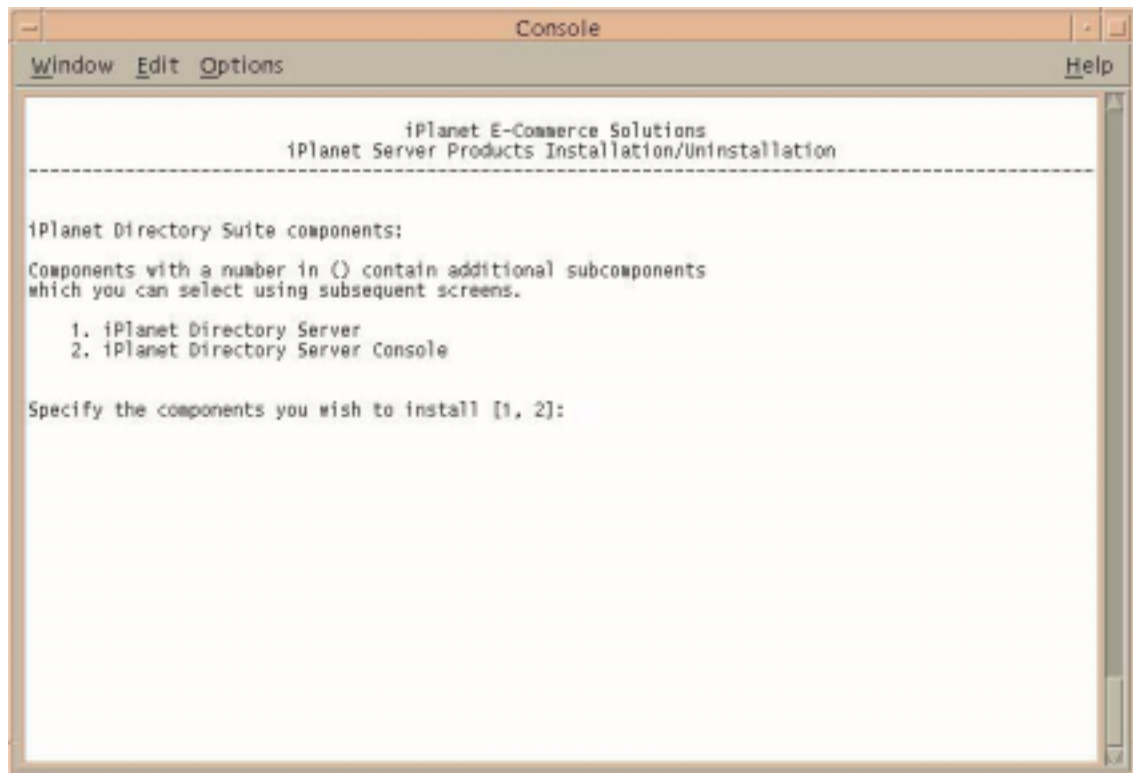 Console
Window Edit Options Help
iPlanet E-Commerce Solutions
iPlanet Server Products Installation/Uninstallation
--------------------------------------------------------------------------------
iPlanet Directory Suite components:
Components with a number in () contain additional subcomponents
which you can select using subsequent screens.
1. iPlanet Directory Server
2. iPlanet Directory Server Console
Specify the components you wish to install [1, 2]: